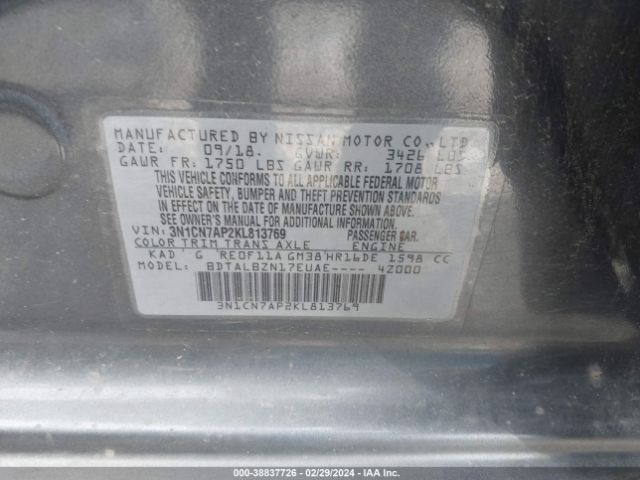 MANUFACTURED BY NISSAN MOTOR CO., LTD.
DATE: 09/18. GVWR: 3426 LBS
GAWR FR: 1750 LBS GAWR RR: 1708 LBS
THIS VEHICLE CONFORMS TO ALL APPLICABLE FEDERAL MOTOR
VEHICLE SAFETY, BUMPER AND THEFT PREVENTION STANDARDS
IN EFFECT ON THE DATE OF MANUFACTURE SHOWN ABOVE.
SEE OWNER'S MANUAL FOR ADDITIONAL INFORMATION.
VIN: 3N1CN7AP2KL813769 PASSENGER CAR.
COLOR TRIM TRANS AXLE ENGINE
KAD G RE0F11A GM38 HR16DE 1598 CC
MODEL: BDTALBZN17EUAE---- 4Z000
3N1CN7AP2KL813769
000-38837726 - 02/29/2024 - IAA Inc.